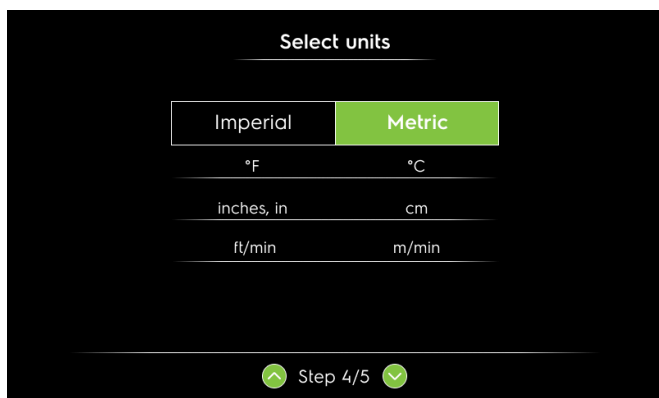 Select units
Imperial Metric
°F °C
inches, in cm
ft/min m/min
Step 4/5